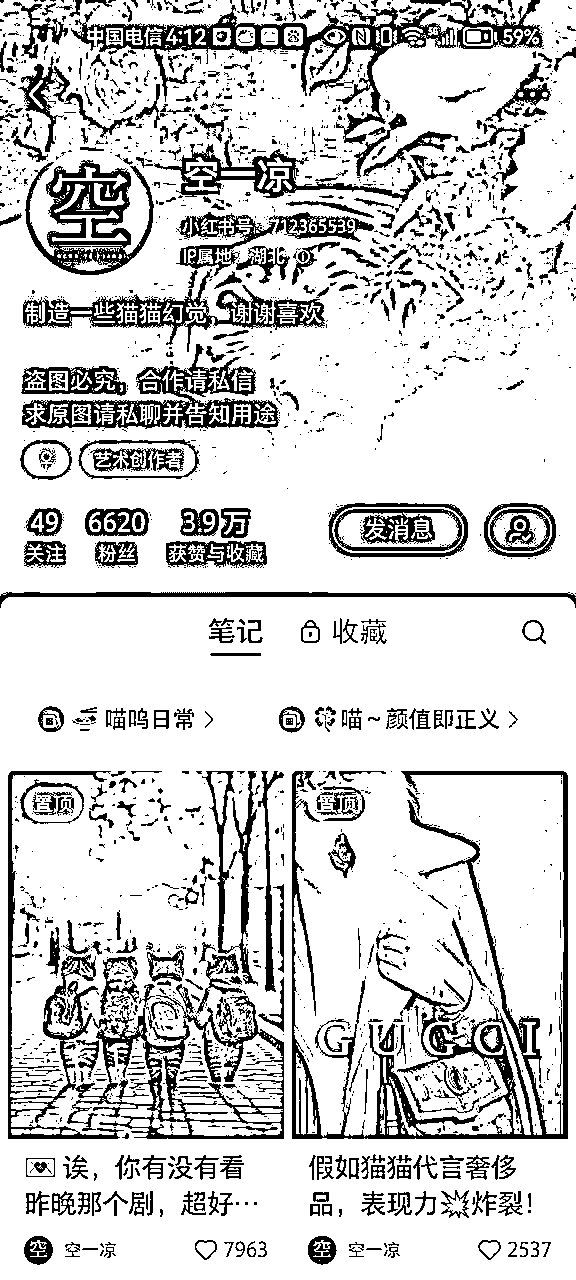 中国电信 4:12 59%
空
空一凉
小红书号：712365539
IP属地：湖北
制造一些猫猫幻觉，谢谢喜欢
盗图必究，合作请私信
求原图请私聊并告知用途
艺术创作者
49 6620 3.9万
关注 粉丝 获赞与收藏
发消息
笔记 收藏
喵呜日常 喵~颜值即正义
置顶 置顶
GUCCI
诶，你有没有看
昨晚那个剧，超好…
空一凉 7963
假如猫猫代言奢侈
品，表现力💥炸裂！
空一凉 2537